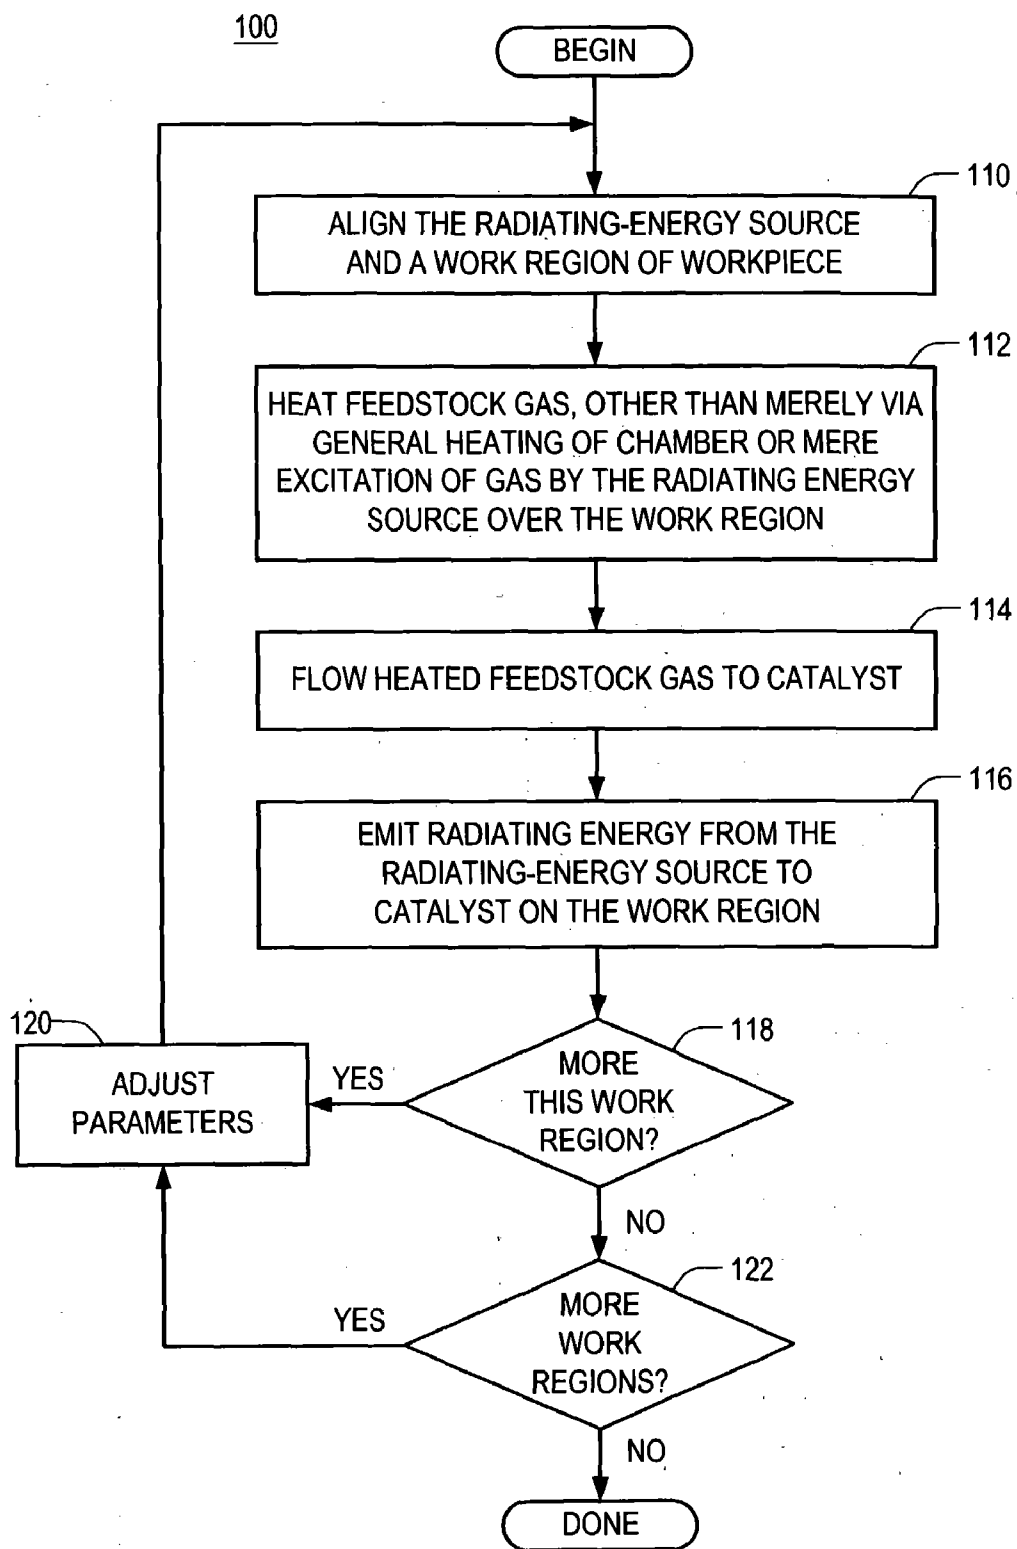 100
BEGIN
110
ALIGN THE RADIATING-ENERGY SOURCE
AND A WORK REGION OF WORKPIECE
112
HEAT FEEDSTOCK GAS, OTHER THAN MERELY VIA
GENERAL HEATING OF CHAMBER OR MERE
EXCITATION OF GAS BY THE RADIATING ENERGY
SOURCE OVER THE WORK REGION
114
FLOW HEATED FEEDSTOCK GAS TO CATALYST
116
EMIT RADIATING ENERGY FROM THE
RADIATING-ENERGY SOURCE TO
CATALYST ON THE WORK REGION
118
MORE
THIS WORK
REGION?
YES
120
ADJUST
PARAMETERS
NO
122
MORE
WORK
REGIONS?
YES
NO
DONE